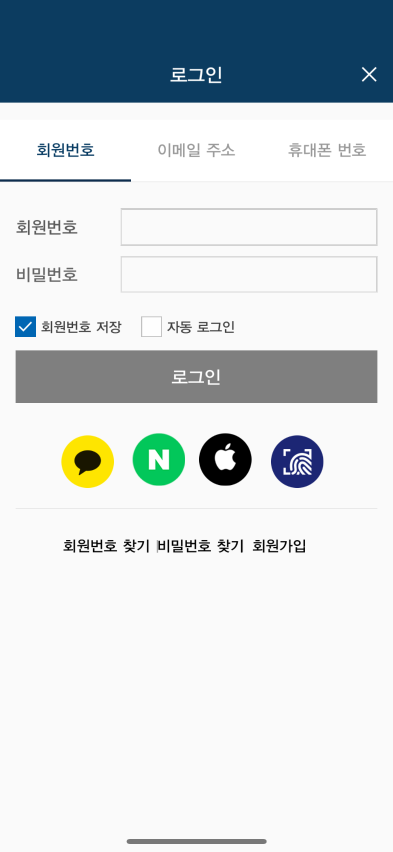 로그인
회원번호 이메일 주소 휴대폰 번호
회원번호
비밀번호
회원번호 저장 자동 로그인
로그인
N
회원번호 찾기 비밀번호 찾기 회원가입